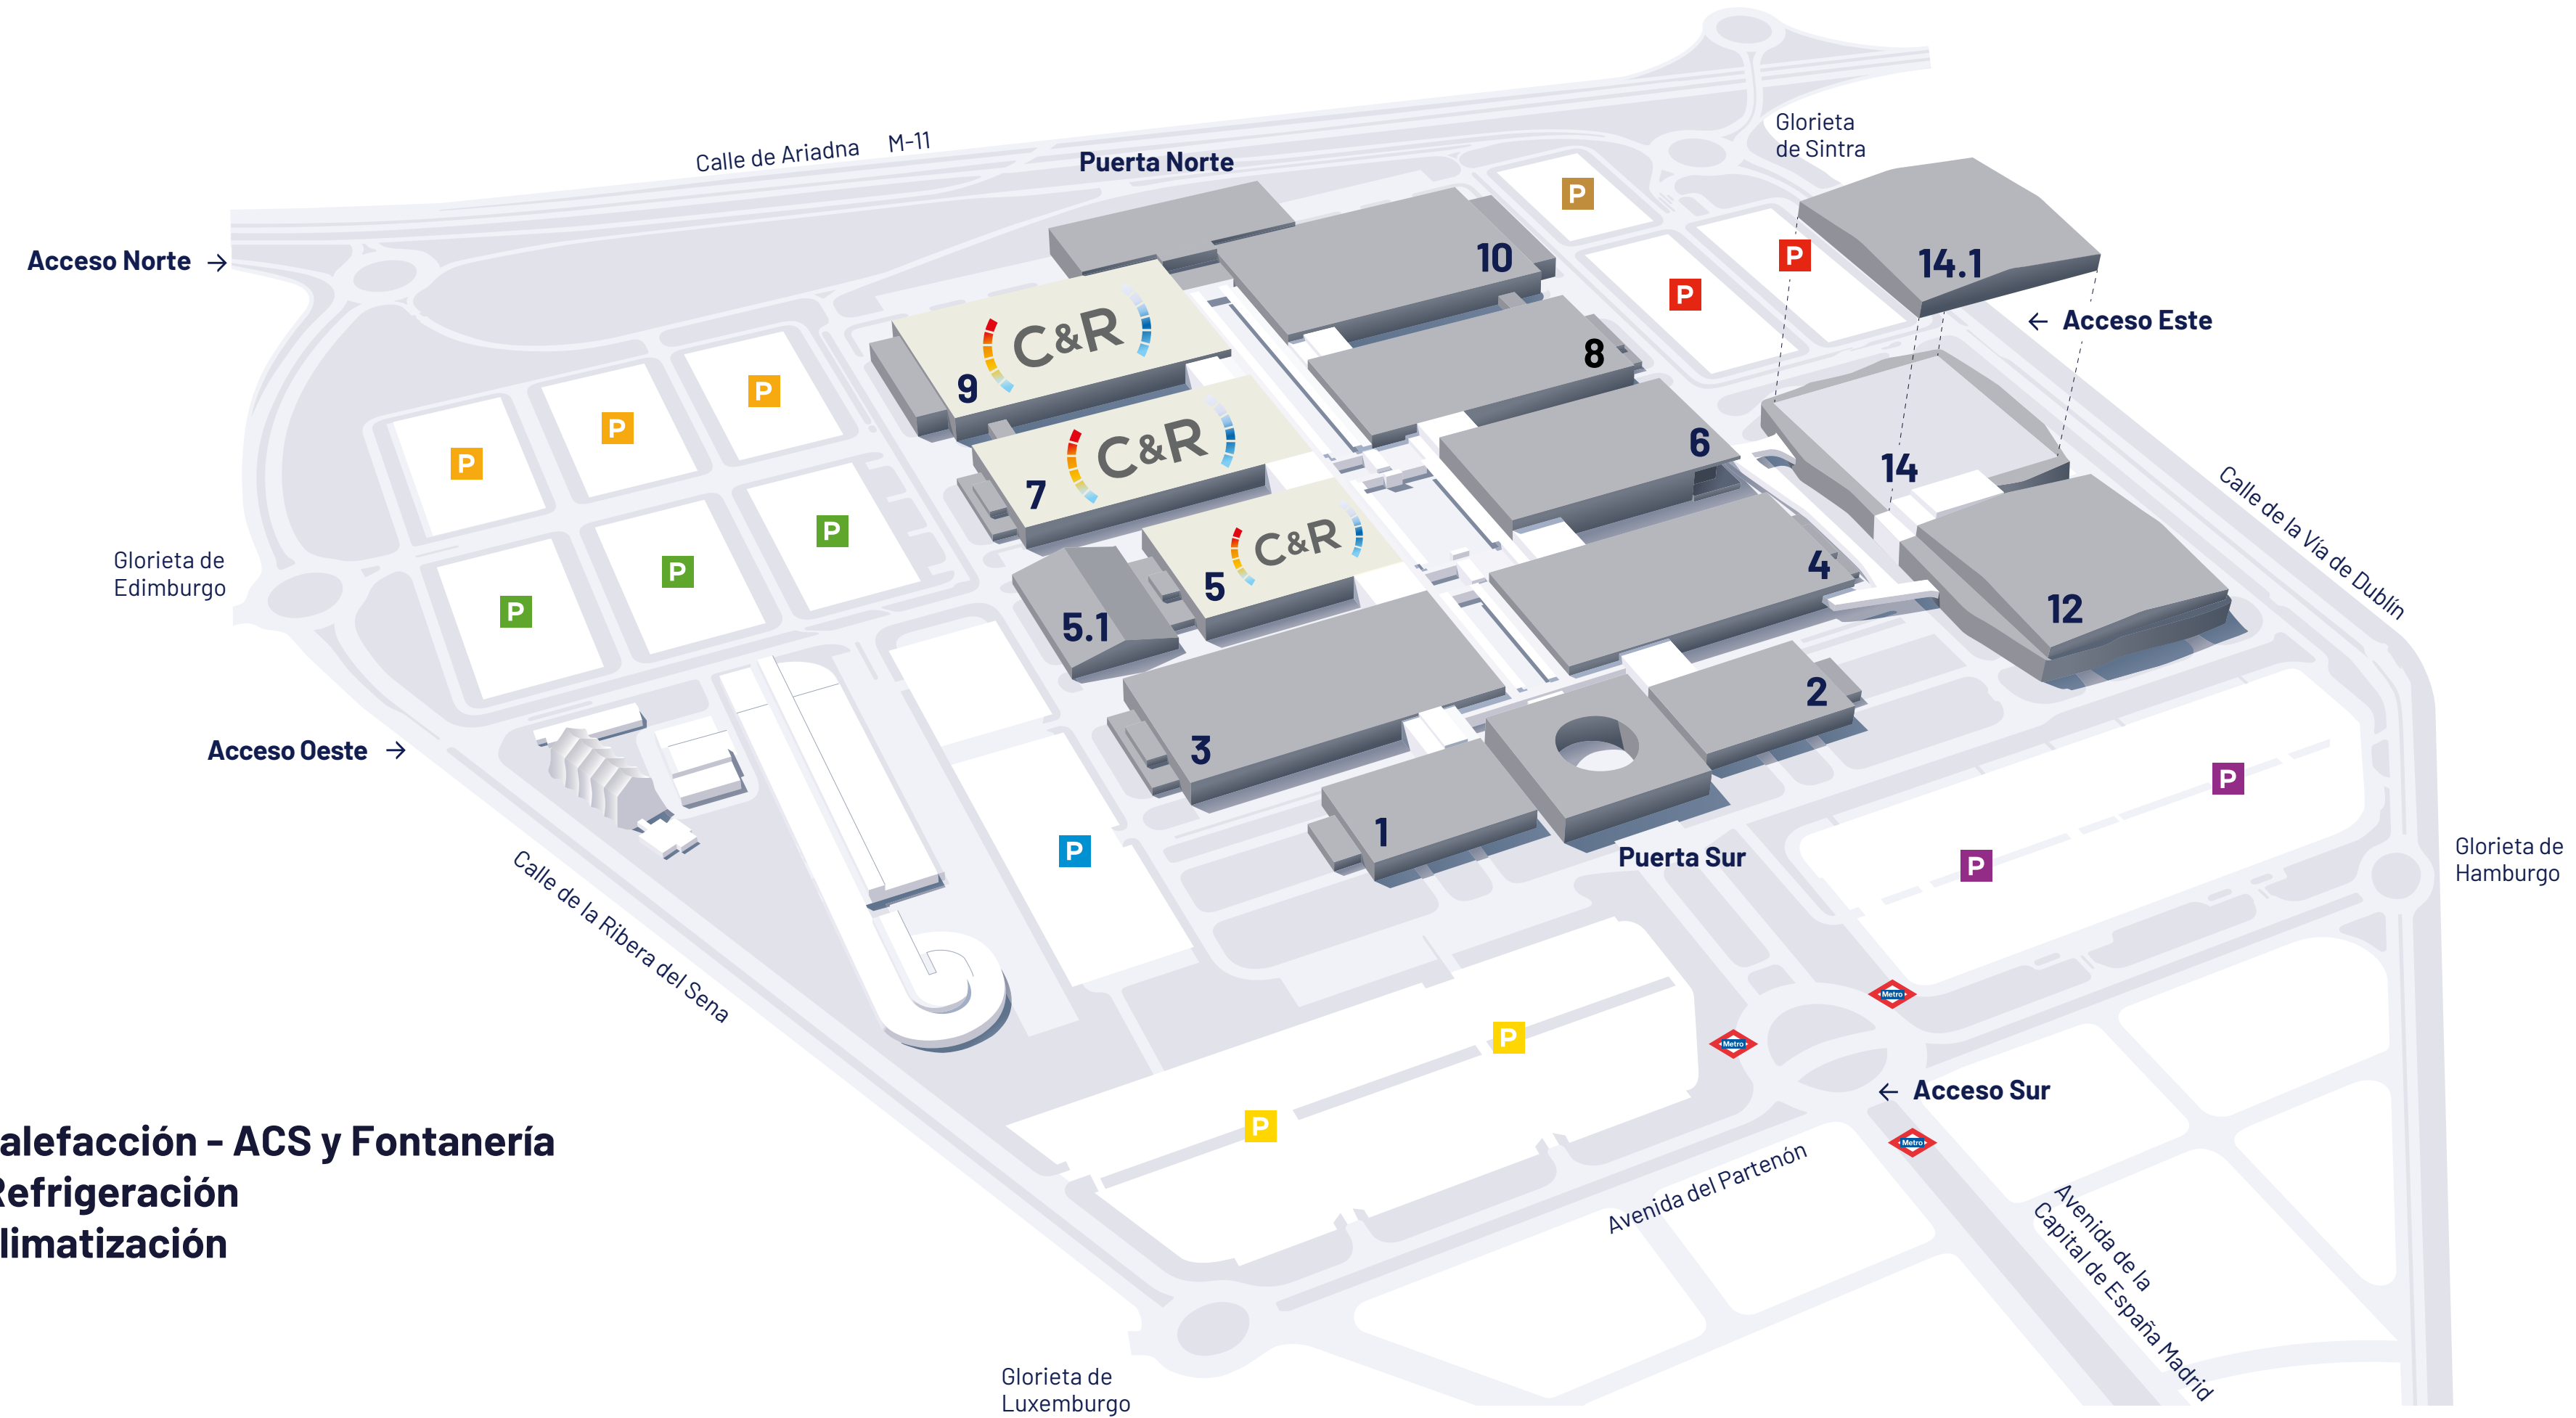 Calle de Ariadna M-11
Puerta Norte
Glorieta
de Sintra
Acceso Norte →
P
P
P
10
14.1
← Acceso Este
C&R
9
8
P
P
P
C&R
7
6
14
Calle de la Vía de Dublín
P
P
P
C&R
5
5.1
4
12
Glorieta de
Edimburgo
Acceso Oeste →
3
2
1
P
P
Puerta Sur
P
Glorieta de
Hamburgo
Calle de la Ribera del Sena
P
P
Metro
Metro
← Acceso Sur
Metro
alefacción - ACS y Fontanería
Refrigeración
limatización
Avenida del Partenón
Avenida de la
Capital de España Madrid
Glorieta de
Luxemburgo